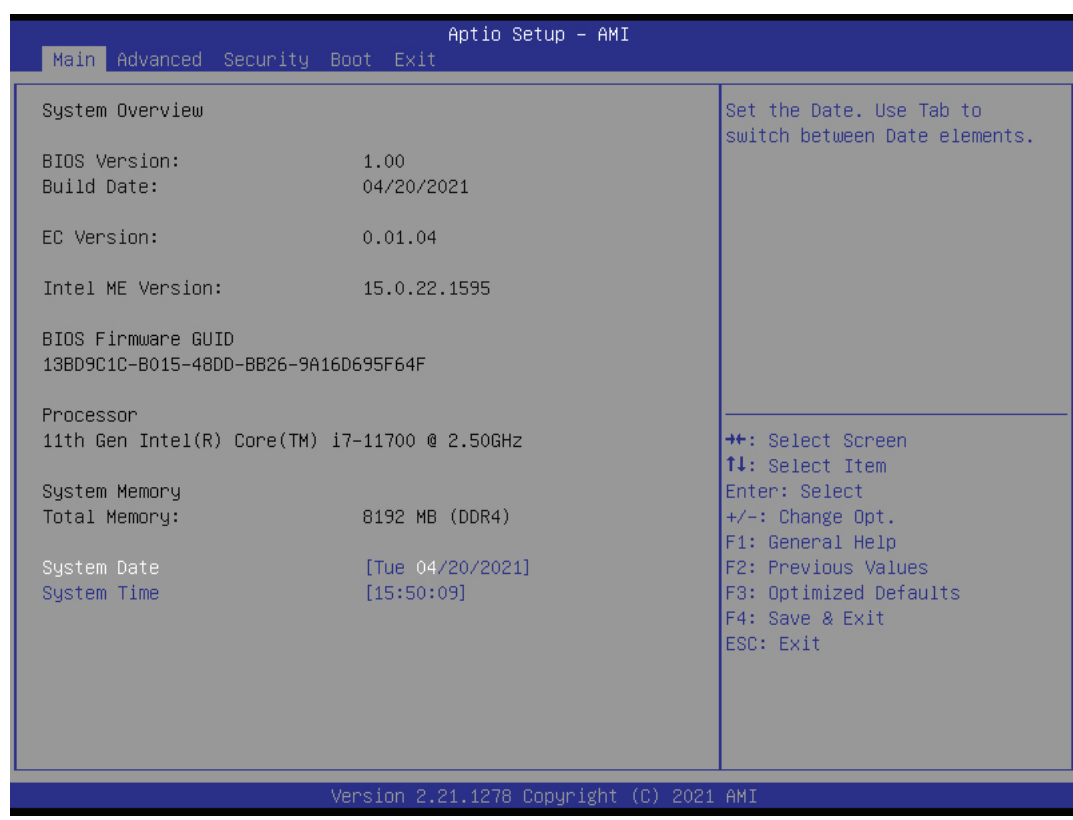 Aptio Setup – AMI
Main Advanced Security Boot Exit
System Overview
BIOS Version: 1.00
Build Date: 04/20/2021
EC Version: 0.01.04
Intel ME Version: 15.0.22.1595
BIOS Firmware GUID
13BD9C1C-B015-48DD-BB26-9A16D695F64F
Processor
11th Gen Intel(R) Core(TM) i7-11700 @ 2.50GHz
System Memory
Total Memory: 8192 MB (DDR4)
System Date [Tue 04/20/2021]
System Time [15:50:09]
Set the Date. Use Tab to
switch between Date elements.
→←: Select Screen
↑↓: Select Item
Enter: Select
+/-: Change Opt.
F1: General Help
F2: Previous Values
F3: Optimized Defaults
F4: Save & Exit
ESC: Exit
Version 2.21.1278 Copyright (C) 2021 AMI